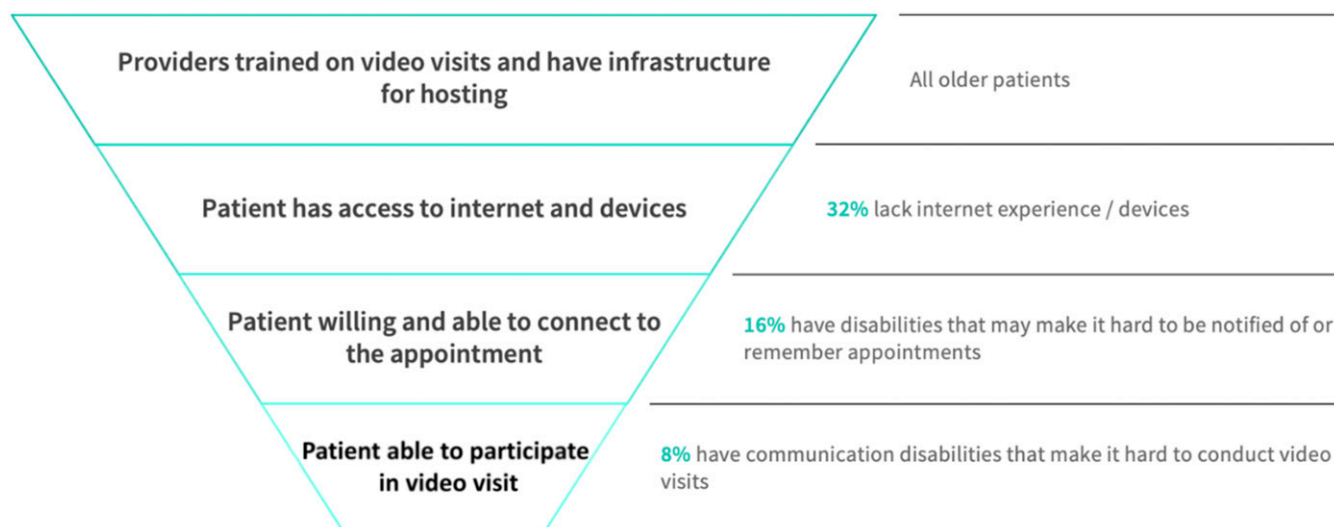 Providers trained on video visits and have infrastructure
for hosting
All older patients
Patient has access to internet and devices
32% lack internet experience / devices
Patient willing and able to connect to
the appointment
16% have disabilities that may make it hard to be notified of or
remember appointments
Patient able to participate
in video visit
8% have communication disabilities that make it hard to conduct video
visits